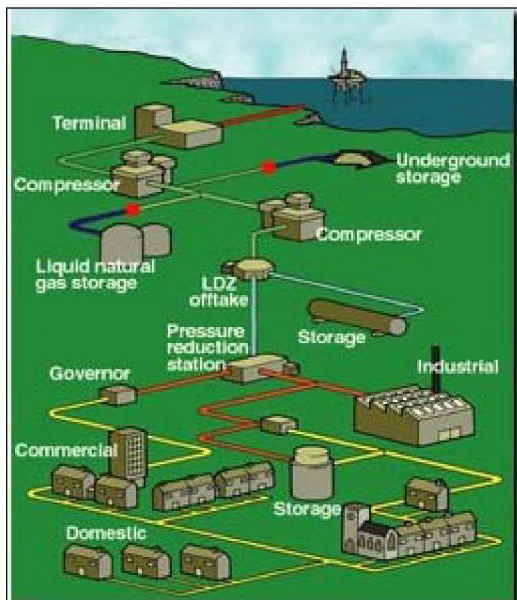 Terminal
Compressor
Underground
storage
Compressor
Liquid natural
gas storage
LDZ
offtake
Storage
Pressure
reduction
station
Governor
Industrial
Commercial
Storage
Domestic